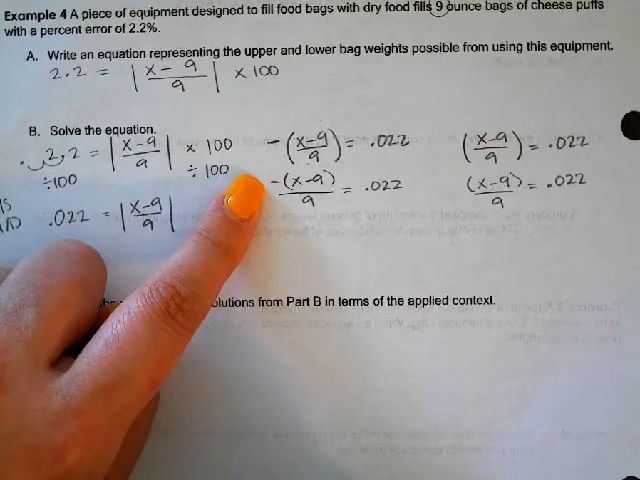 Example 4 A piece of equipment designed to fill food bags with dry food fills 9 ounce bags of cheese puffs
with a percent error of 2.2%.
A. Write an equation representing the upper and lower bag weights possible from using this equipment.
2.2 = |x-9/9| × 100
B. Solve the equation.
.2.2 = |x-9/9| × 100
÷100 ÷100
.022 = |x-9/9|
-(x-9/9) = .022
-(x-9)/9 = .022
(x-9/9) = .022
(x-9)/9 = .022
olutions from Part B in terms of the applied context.